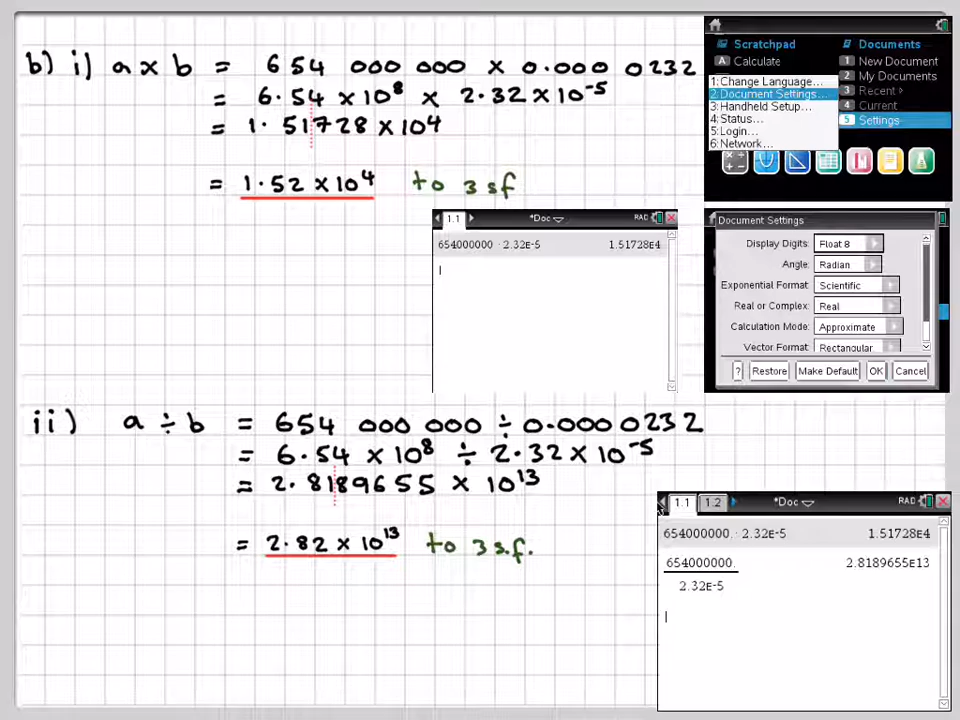 b) i) a × b = 654 000 000 × 0.000 0232
= 6.54 × 10⁸ × 2.32 × 10⁻⁵
= 1.51728 × 10⁴
= 1.52 × 10⁴ to 3 sf
Scratchpad
A Calculate
Documents
1 New Document
2 My Documents
3 Recent >
4 Current
5 Settings
1:Change Language...
2:Document Settings...
3:Handheld Setup...
4:Status...
5:Login...
6:Network...
1.1 *Doc RAD
654000000 · 2.32E-5 1.51728E4
Document Settings
Display Digits: Float 8
Angle: Radian
Exponential Format: Scientific
Real or Complex: Real
Calculation Mode: Approximate
Vector Format: Rectangular
? Restore Make Default OK Cancel
ii) a ÷ b = 654 000 000 ÷ 0.000 0232
= 6.54 × 10⁸ ÷ 2.32 × 10⁻⁵
= 2.8189655 × 10¹³
= 2.82 × 10¹³ to 3 s.f.
1.1 1.2 *Doc RAD
654000000. · 2.32E-5 1.51728E4
654000000. 2.8189655E13
2.32E-5